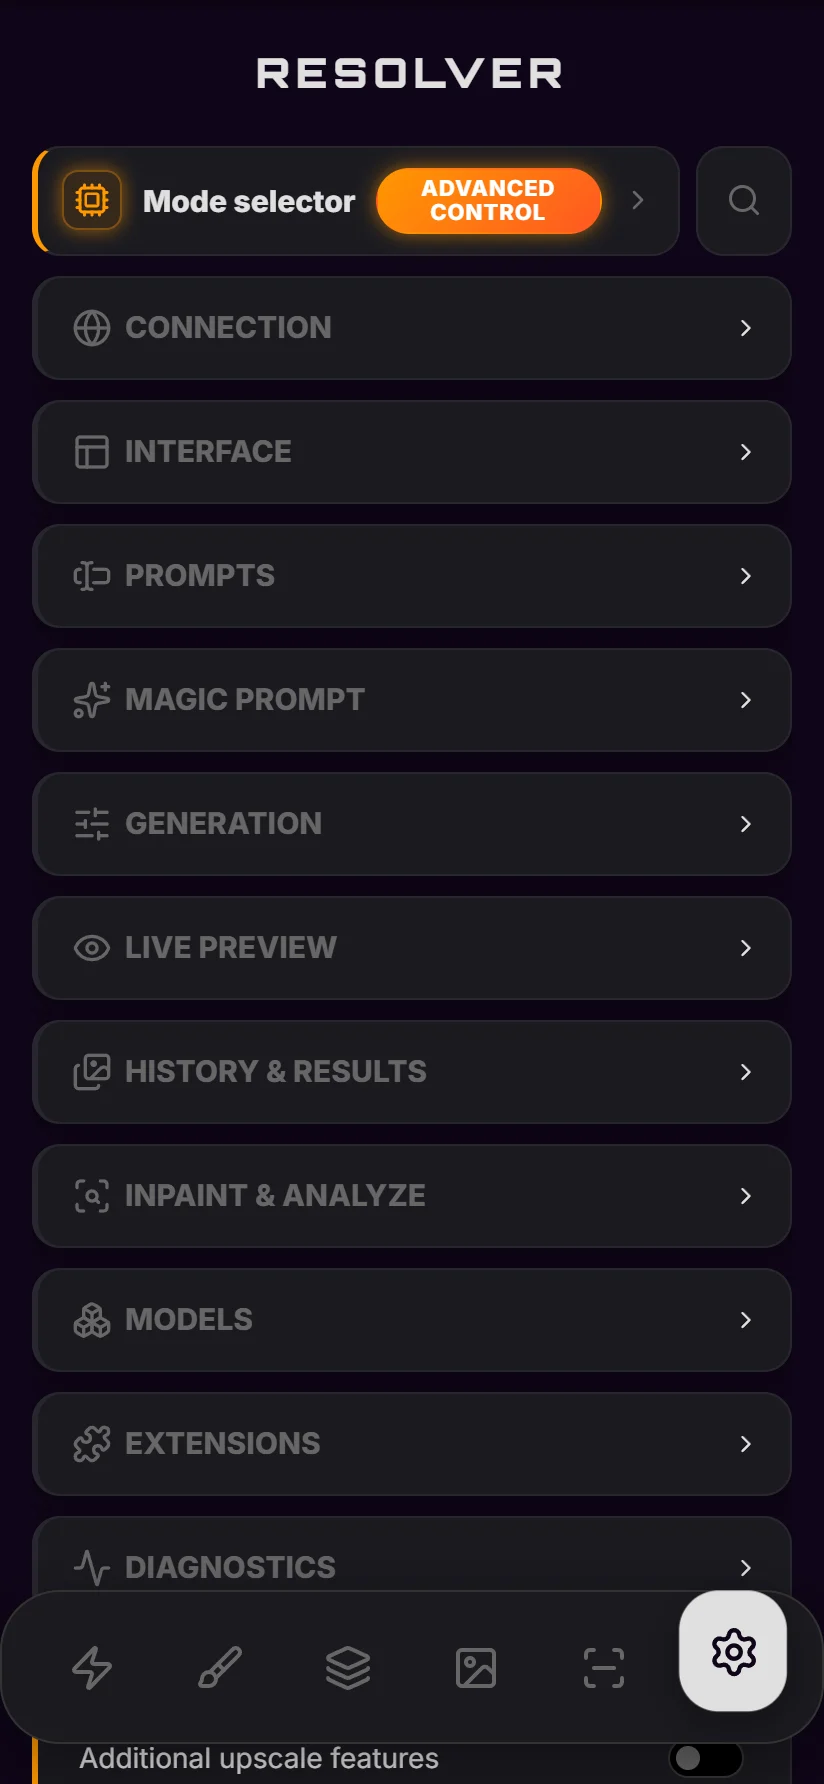 RESOLVER
Mode selector
ADVANCED
CONTROL
CONNECTION
INTERFACE
PROMPTS
MAGIC PROMPT
GENERATION
LIVE PREVIEW
HISTORY & RESULTS
INPAINT & ANALYZE
MODELS
EXTENSIONS
DIAGNOSTICS
Additional upscale features